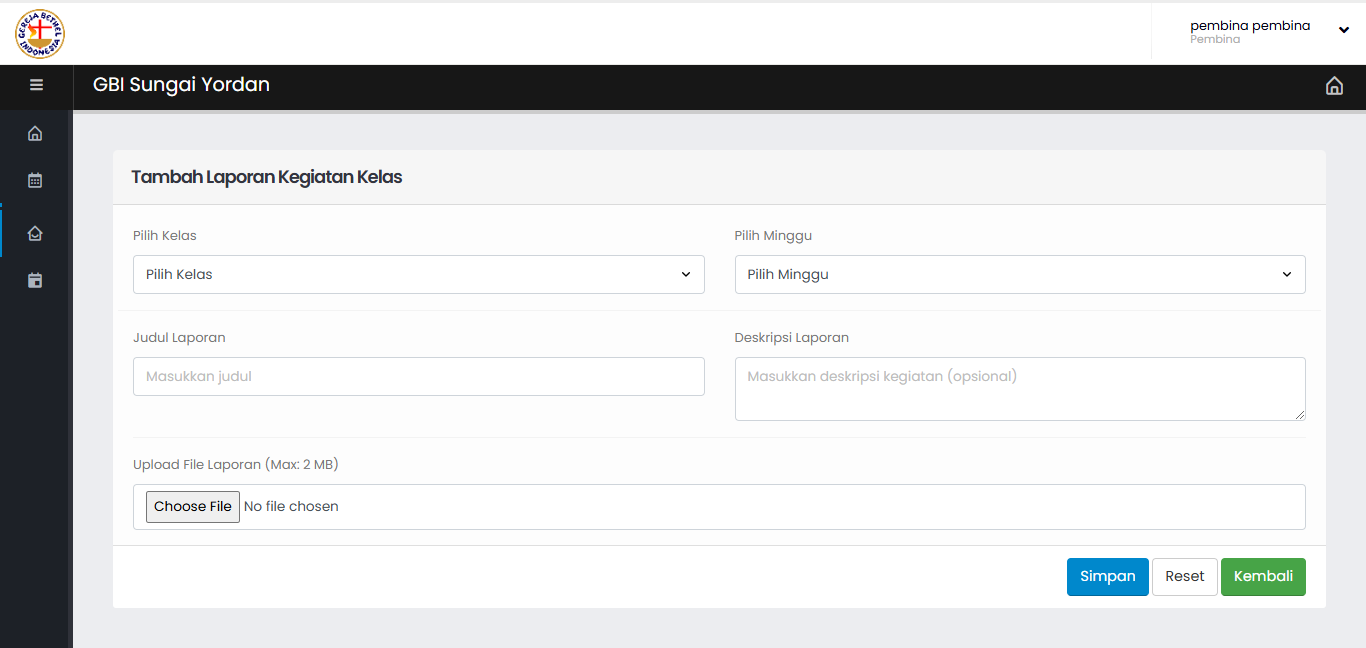 GEREJA BETHEL INDONESIA
pembina pembina
Pembina
GBI Sungai Yordan
Tambah Laporan Kegiatan Kelas
Pilih Kelas
Pilih Minggu
Pilih Kelas
Pilih Minggu
Judul Laporan
Deskripsi Laporan
Masukkan judul
Masukkan deskripsi kegiatan (opsional)
Upload File Laporan (Max: 2 MB)
Choose File No file chosen
Simpan
Reset
Kembali